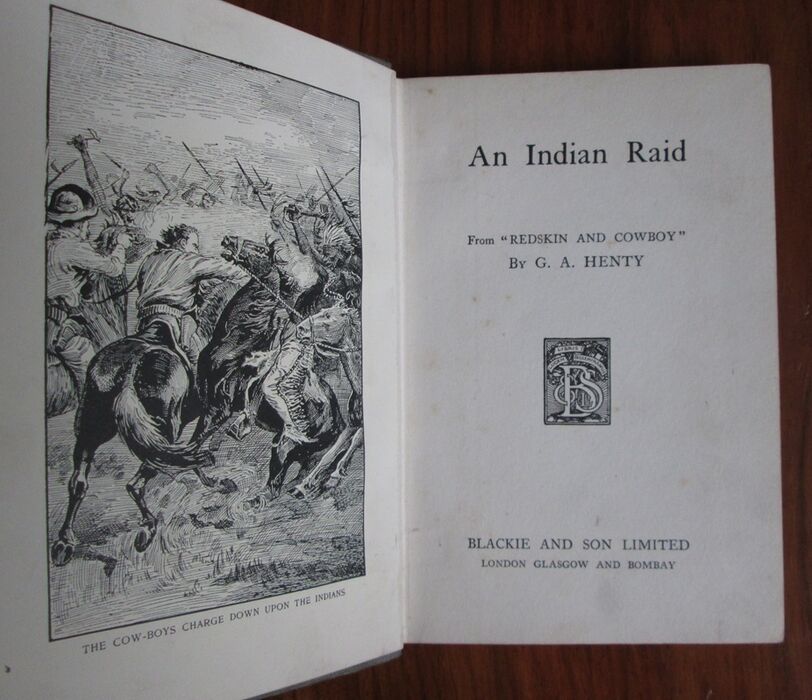 THE COW-BOYS CHARGE DOWN UPON THE INDIANS
An Indian Raid
From "REDSKIN AND COWBOY"
By G. A. HENTY
BLACKIE AND SON LIMITED
LONDON GLASGOW AND BOMBAY